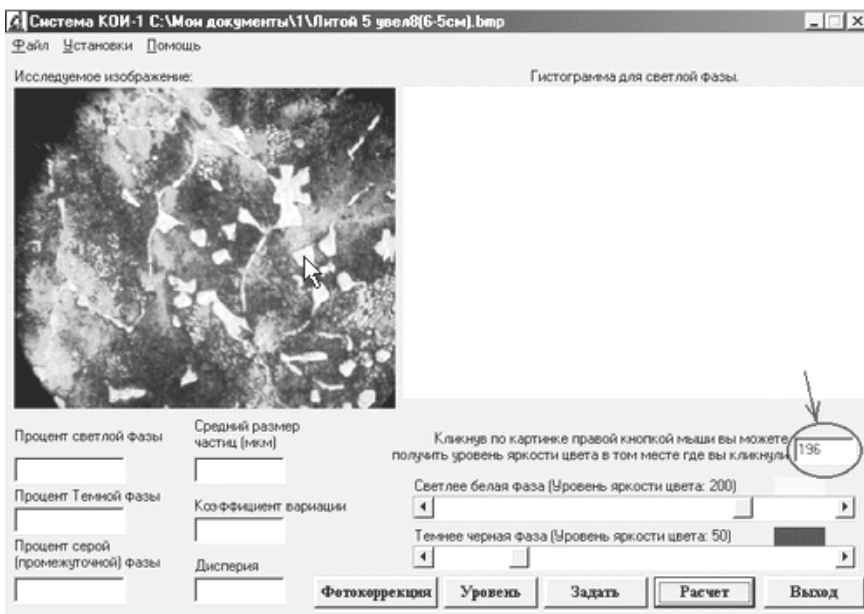 Система КОИ-1 C:\Мои документы\1\Литой 5 увел8(6-5см).bmp
Файл Установки Помощь
Исследуемое изображение:
Гистограмма для светлой фазы.
Процент светлой фазы
Средний размер
частиц (мкм)
Кликнув по картинке правой кнопкой мыши вы можете
получить уровень яркости цвета в том месте где вы кликнули
196
Процент Темной фазы
Коэффициент вариации
Светлее белая фаза (Уровень яркости цвета: 200)
Темнее черная фаза (Уровень яркости цвета: 50)
Процент серой
(промежуточной) фазы
Дисперия
Фотокоррекция Уровень Задать Расчет Выход